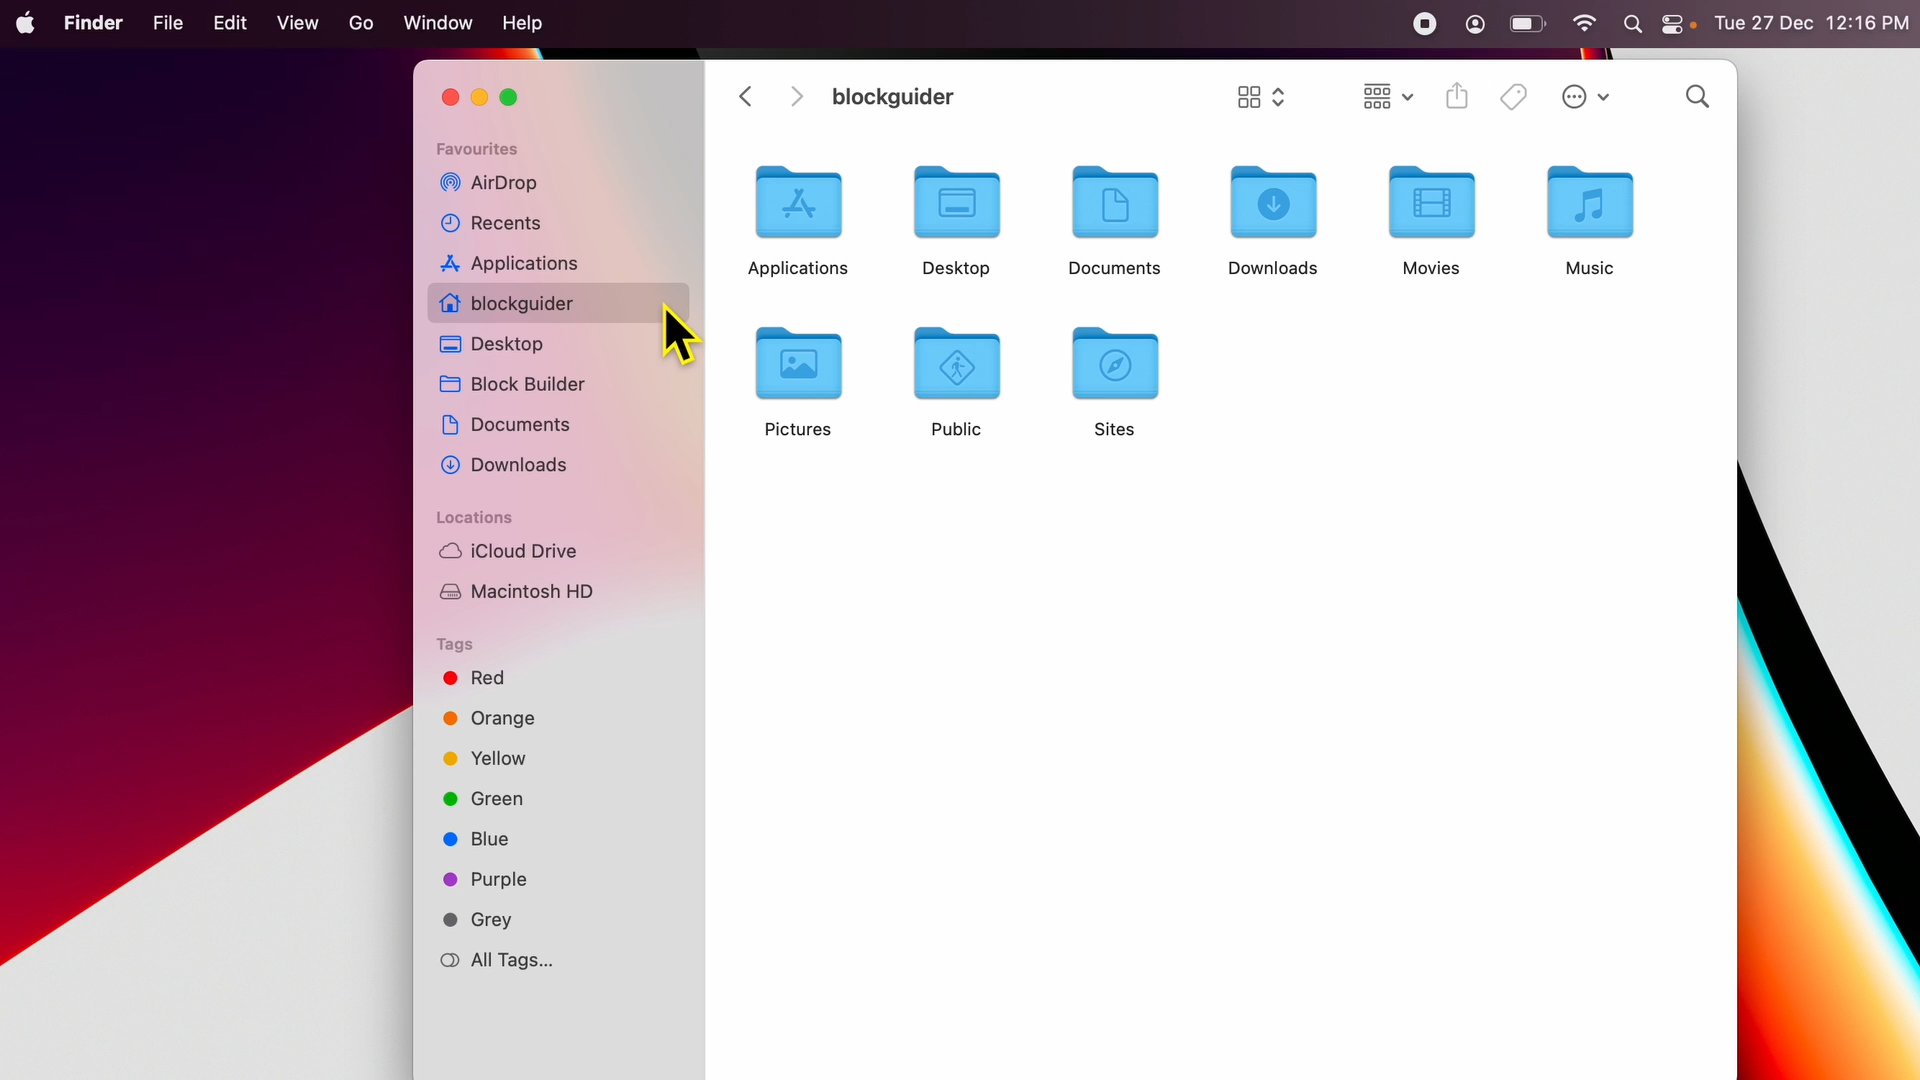 Finder File Edit View Go Window Help Tue 27 Dec 12:16 PM
blockguider
Favourites
AirDrop
Recents
Applications
blockguider
Desktop
Block Builder
Documents
Downloads
Locations
iCloud Drive
Macintosh HD
Tags
Red
Orange
Yellow
Green
Blue
Purple
Grey
All Tags...
Applications Desktop Documents Downloads Movies Music
Pictures Public Sites